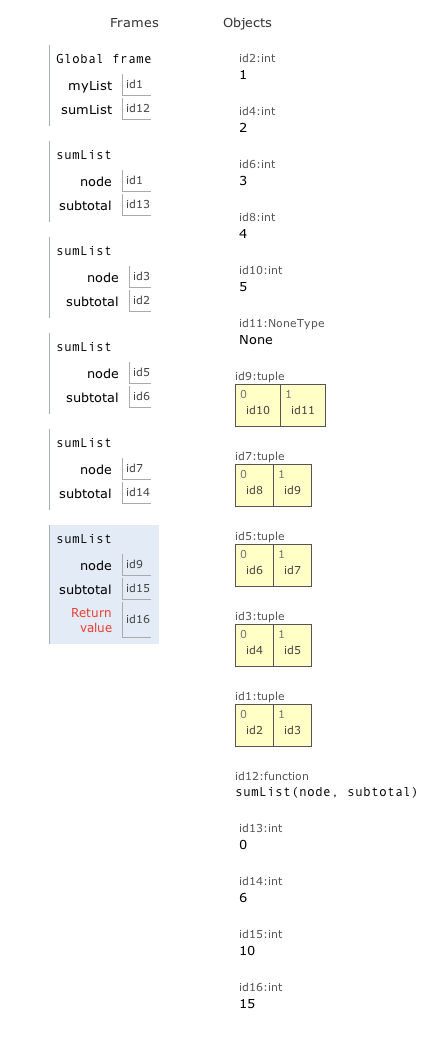 Frames
Objects
Global frame
myList id1
sumList id12
sumList
node id1
subtotal id13
sumList
node id3
subtotal id2
sumList
node id5
subtotal id6
sumList
node id7
subtotal id14
sumList
node id9
subtotal id15
Return
value id16
id2:int
1
id4:int
2
id6:int
3
id8:int
4
id10:int
5
id11:NoneType
None
id9:tuple
0 1
id10 id11
id7:tuple
0 1
id8 id9
id5:tuple
0 1
id6 id7
id3:tuple
0 1
id4 id5
id1:tuple
0 1
id2 id3
id12:function
sumList(node, subtotal)
id13:int
0
id14:int
6
id15:int
10
id16:int
15